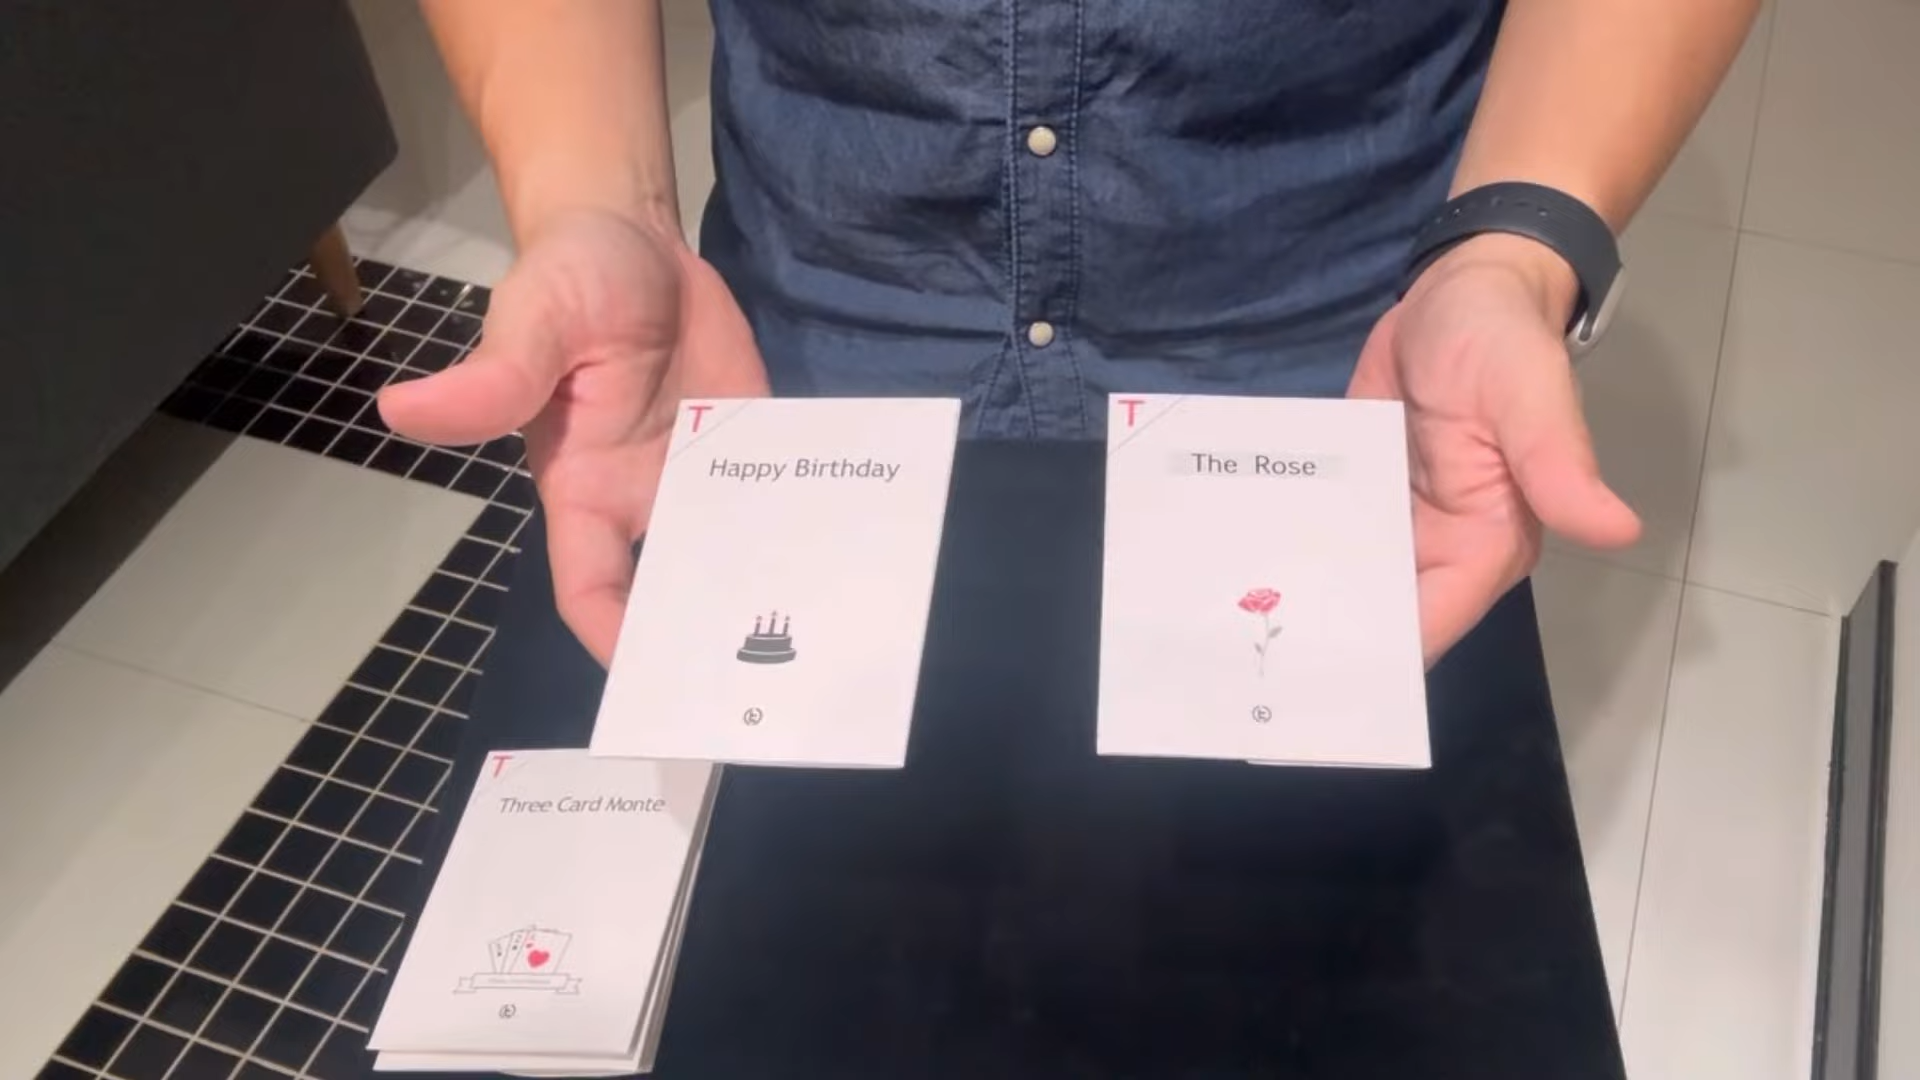 T
Happy Birthday
T
The Rose
T
Three Card Monte